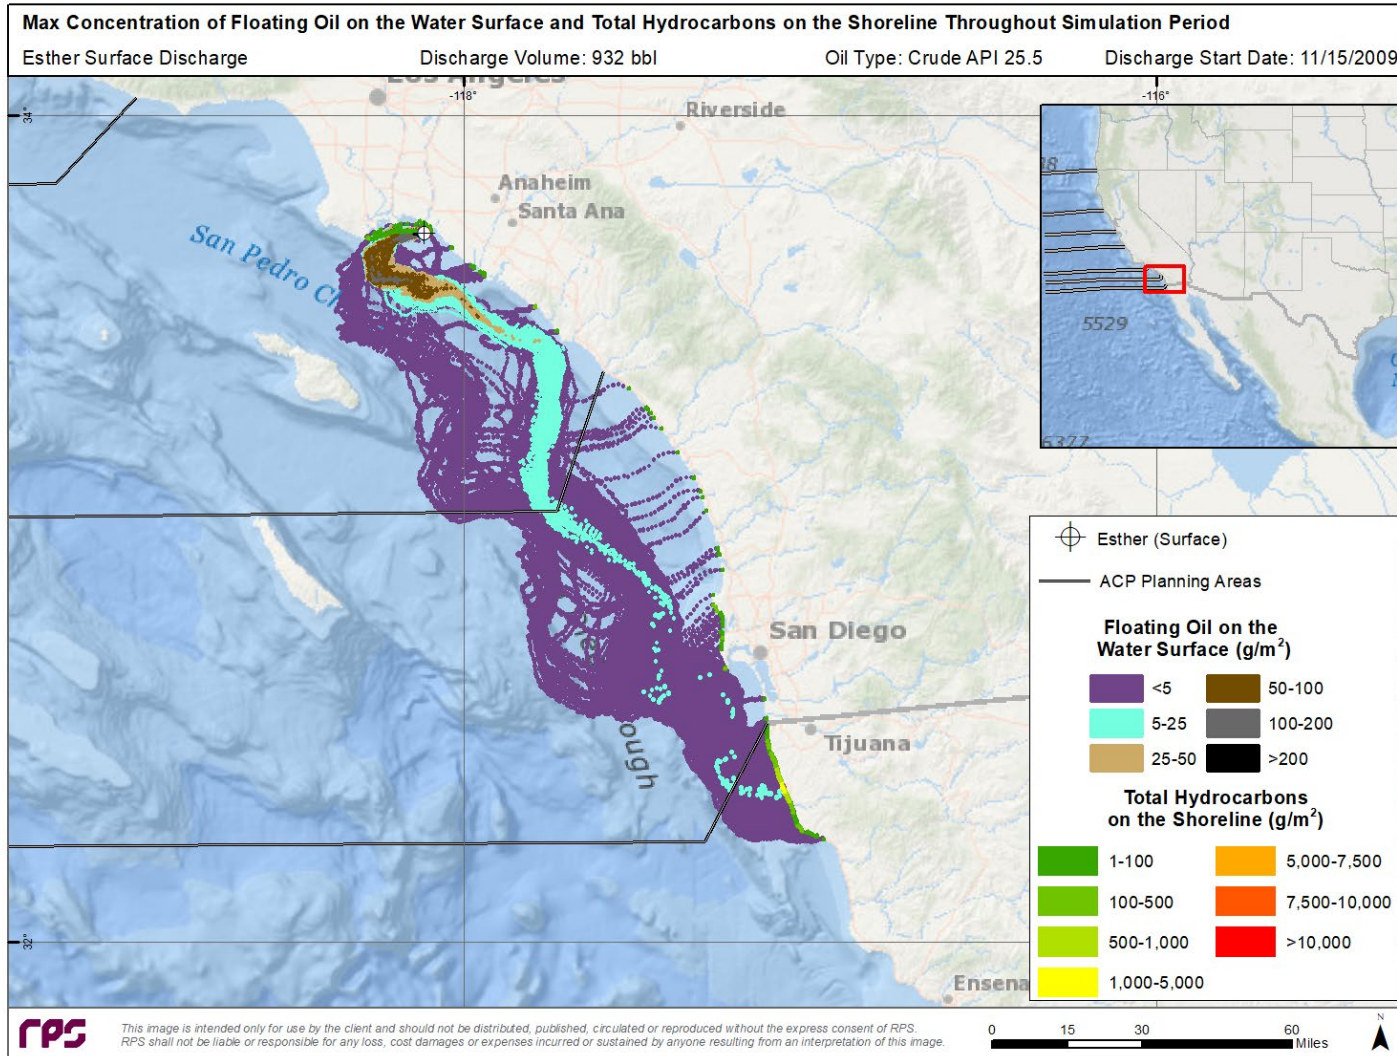 Max Concentration of Floating Oil on the Water Surface and Total Hydrocarbons on the Shoreline Throughout Simulation Period
Esther Surface Discharge Discharge Volume: 932 bbl Oil Type: Crude API 25.5 Discharge Start Date: 11/15/2009
Los Angeles
-118°
-116°
34°
Riverside
Anaheim
Santa Ana
San Pedro Ch
5529
6377
San Diego
Tijuana
ough
32°
Ensena
Esther (Surface)
ACP Planning Areas
Floating Oil on the
Water Surface (g/m²)
<5 50-100
5-25 100-200
25-50 >200
Total Hydrocarbons
on the Shoreline (g/m²)
1-100 5,000-7,500
100-500 7,500-10,000
500-1,000 >10,000
1,000-5,000
RPS
This image is intended only for use by the client and should not be distributed, published, circulated or reproduced without the express consent of RPS.
RPS shall not be liable or responsible for any loss, cost damages or expenses incurred or sustained by anyone resulting from an interpretation of this image.
0 15 30 60
Miles
N